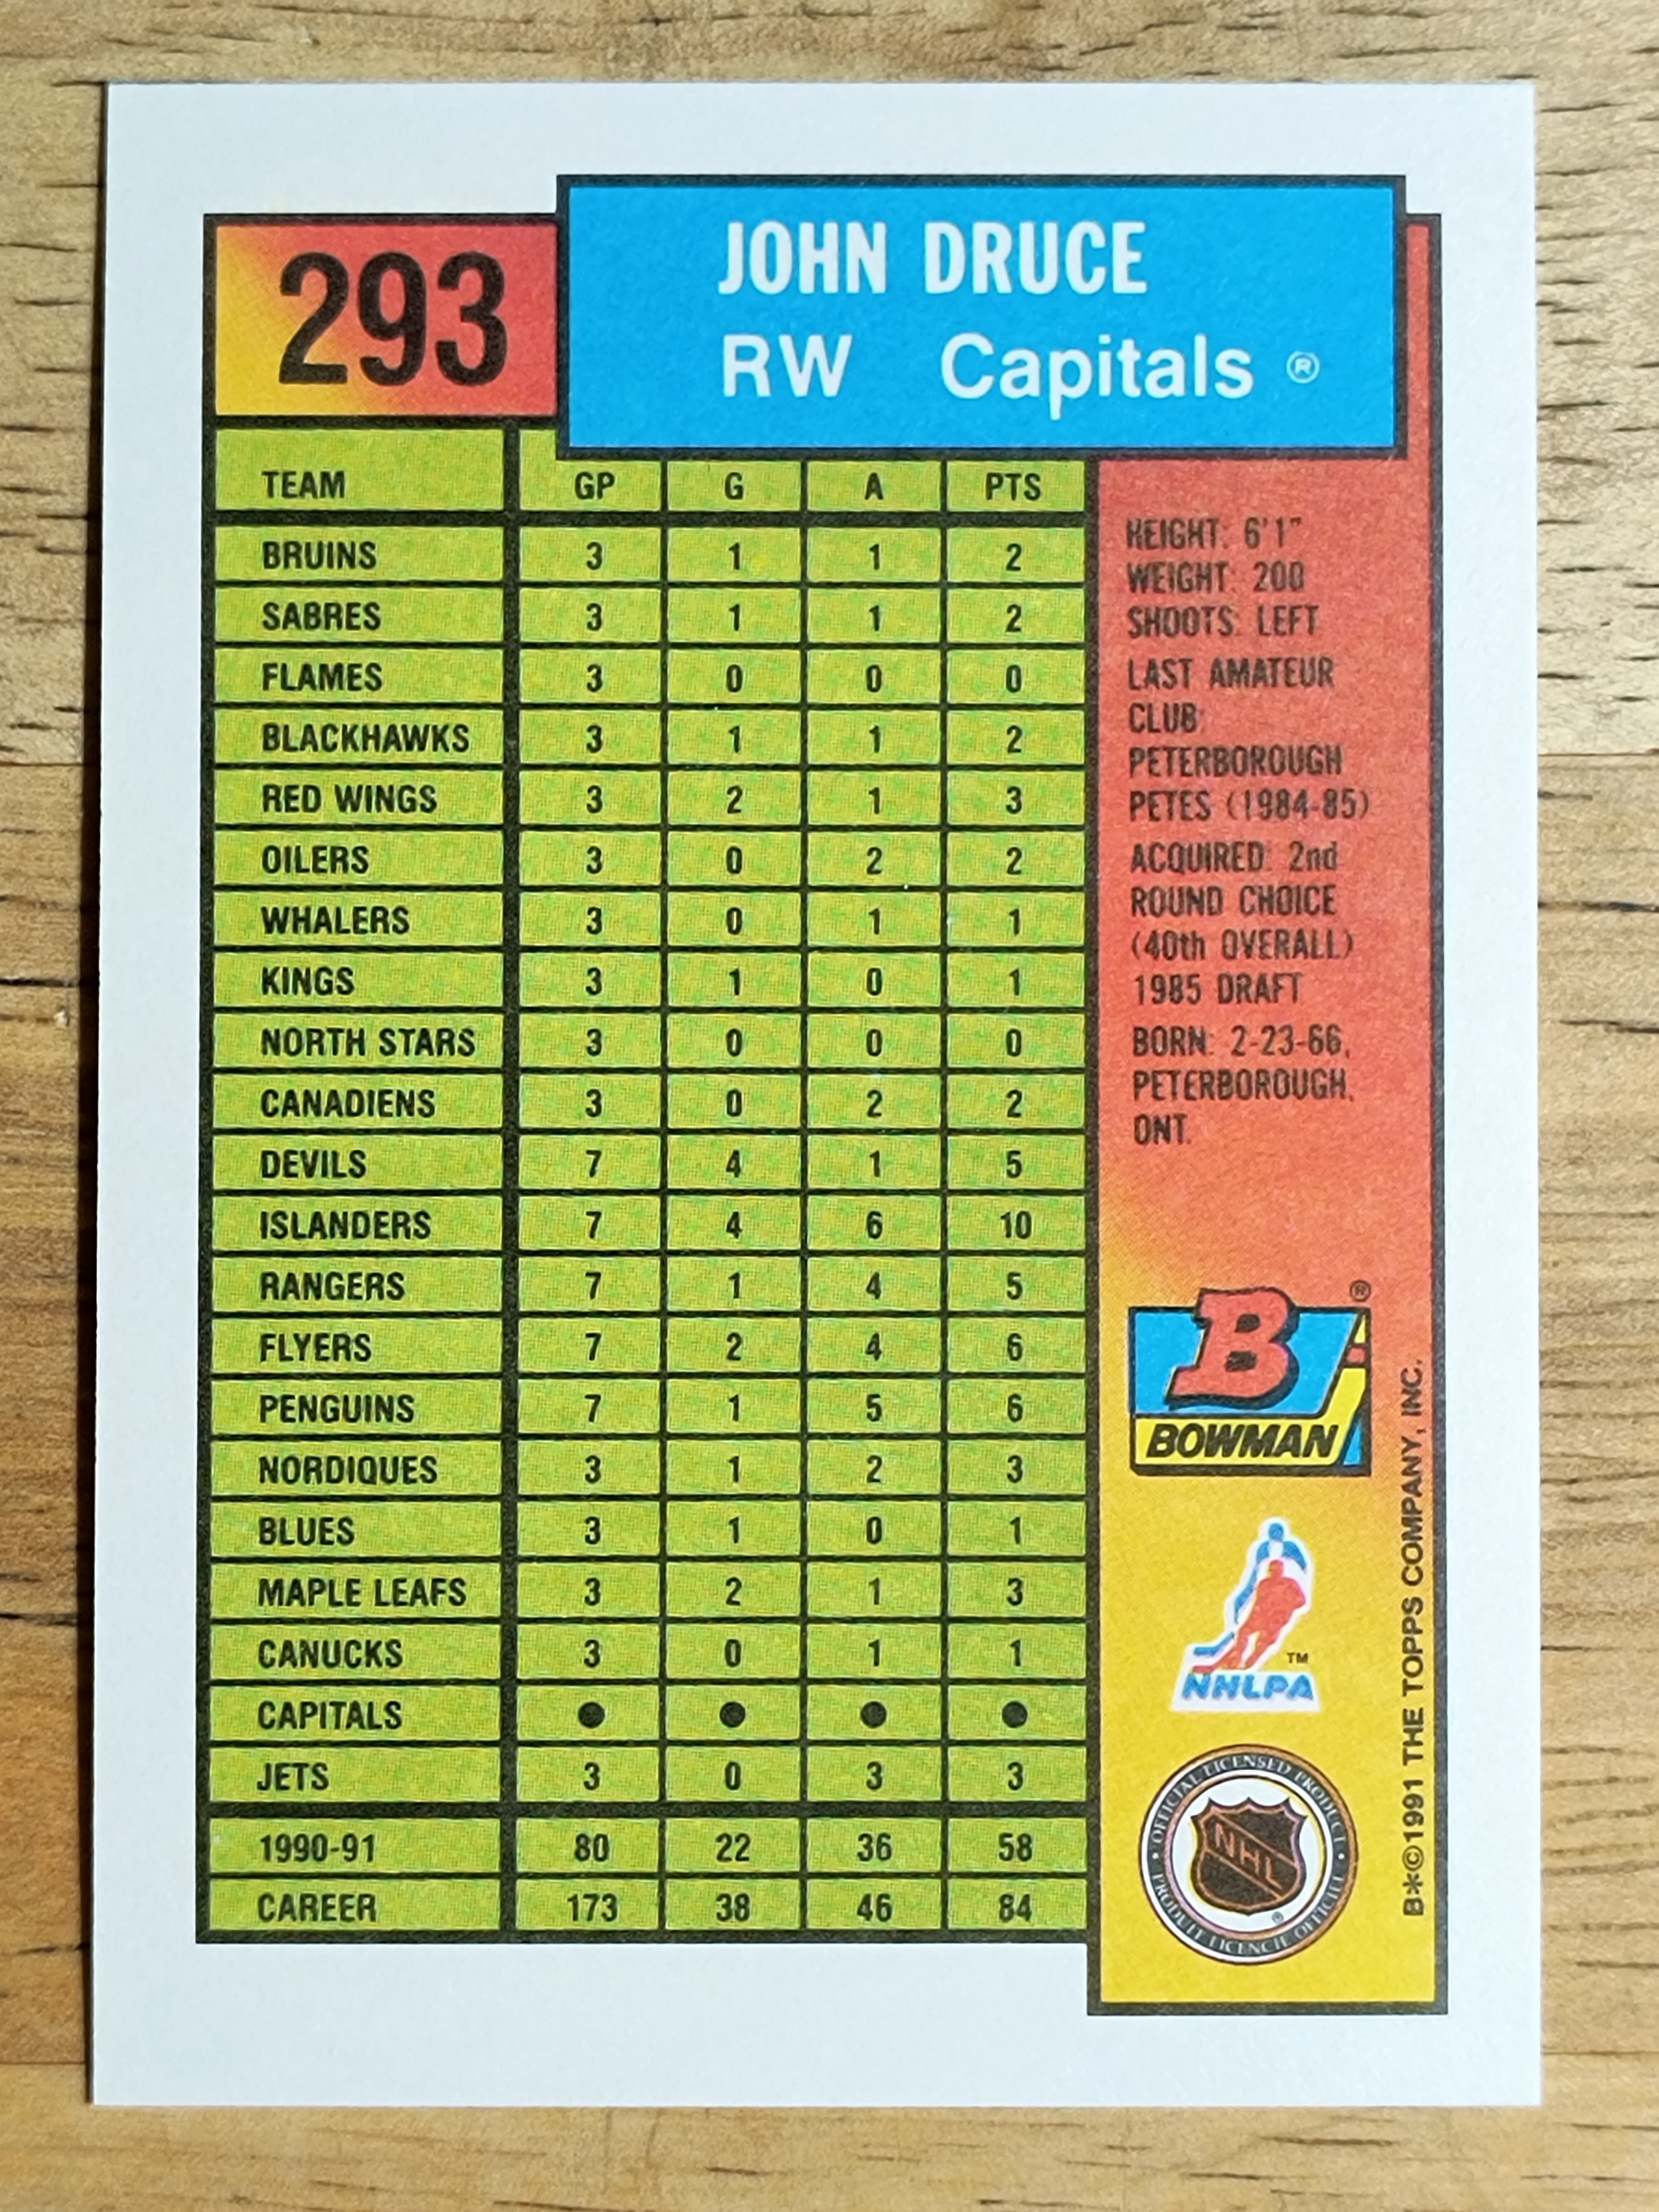 293
JOHN DRUCE
RW Capitals ®
TEAM GP G A PTS
BRUINS 3 1 1 2
SABRES 3 1 1 2
FLAMES 3 0 0 0
BLACKHAWKS 3 1 1 2
RED WINGS 3 2 1 3
OILERS 3 0 2 2
WHALERS 3 0 1 1
KINGS 3 1 0 1
NORTH STARS 3 0 0 0
CANADIENS 3 0 2 2
DEVILS 7 4 1 5
ISLANDERS 7 4 6 10
RANGERS 7 1 4 5
FLYERS 7 2 4 6
PENGUINS 7 1 5 6
NORDIQUES 3 1 2 3
BLUES 3 1 0 1
MAPLE LEAFS 3 2 1 3
CANUCKS 3 0 1 1
CAPITALS ● ● ● ●
JETS 3 0 3 3
1990-91 80 22 36 58
CAREER 173 38 46 84
HEIGHT: 6'1"
WEIGHT: 200
SHOOTS: LEFT
LAST AMATEUR
CLUB:
PETERBOROUGH
PETES (1984-85)
ACQUIRED: 2nd
ROUND CHOICE
(40th OVERALL)
1985 DRAFT
BORN: 2-23-66,
PETERBOROUGH,
ONT.
B ®
BOWMAN
TM
NHLPA
• OFFICIAL LICENSED PRODUCT •
NHL ®
PRODUIT LICENCIE OFFICIEL
B*©1991 THE TOPPS COMPANY, INC.